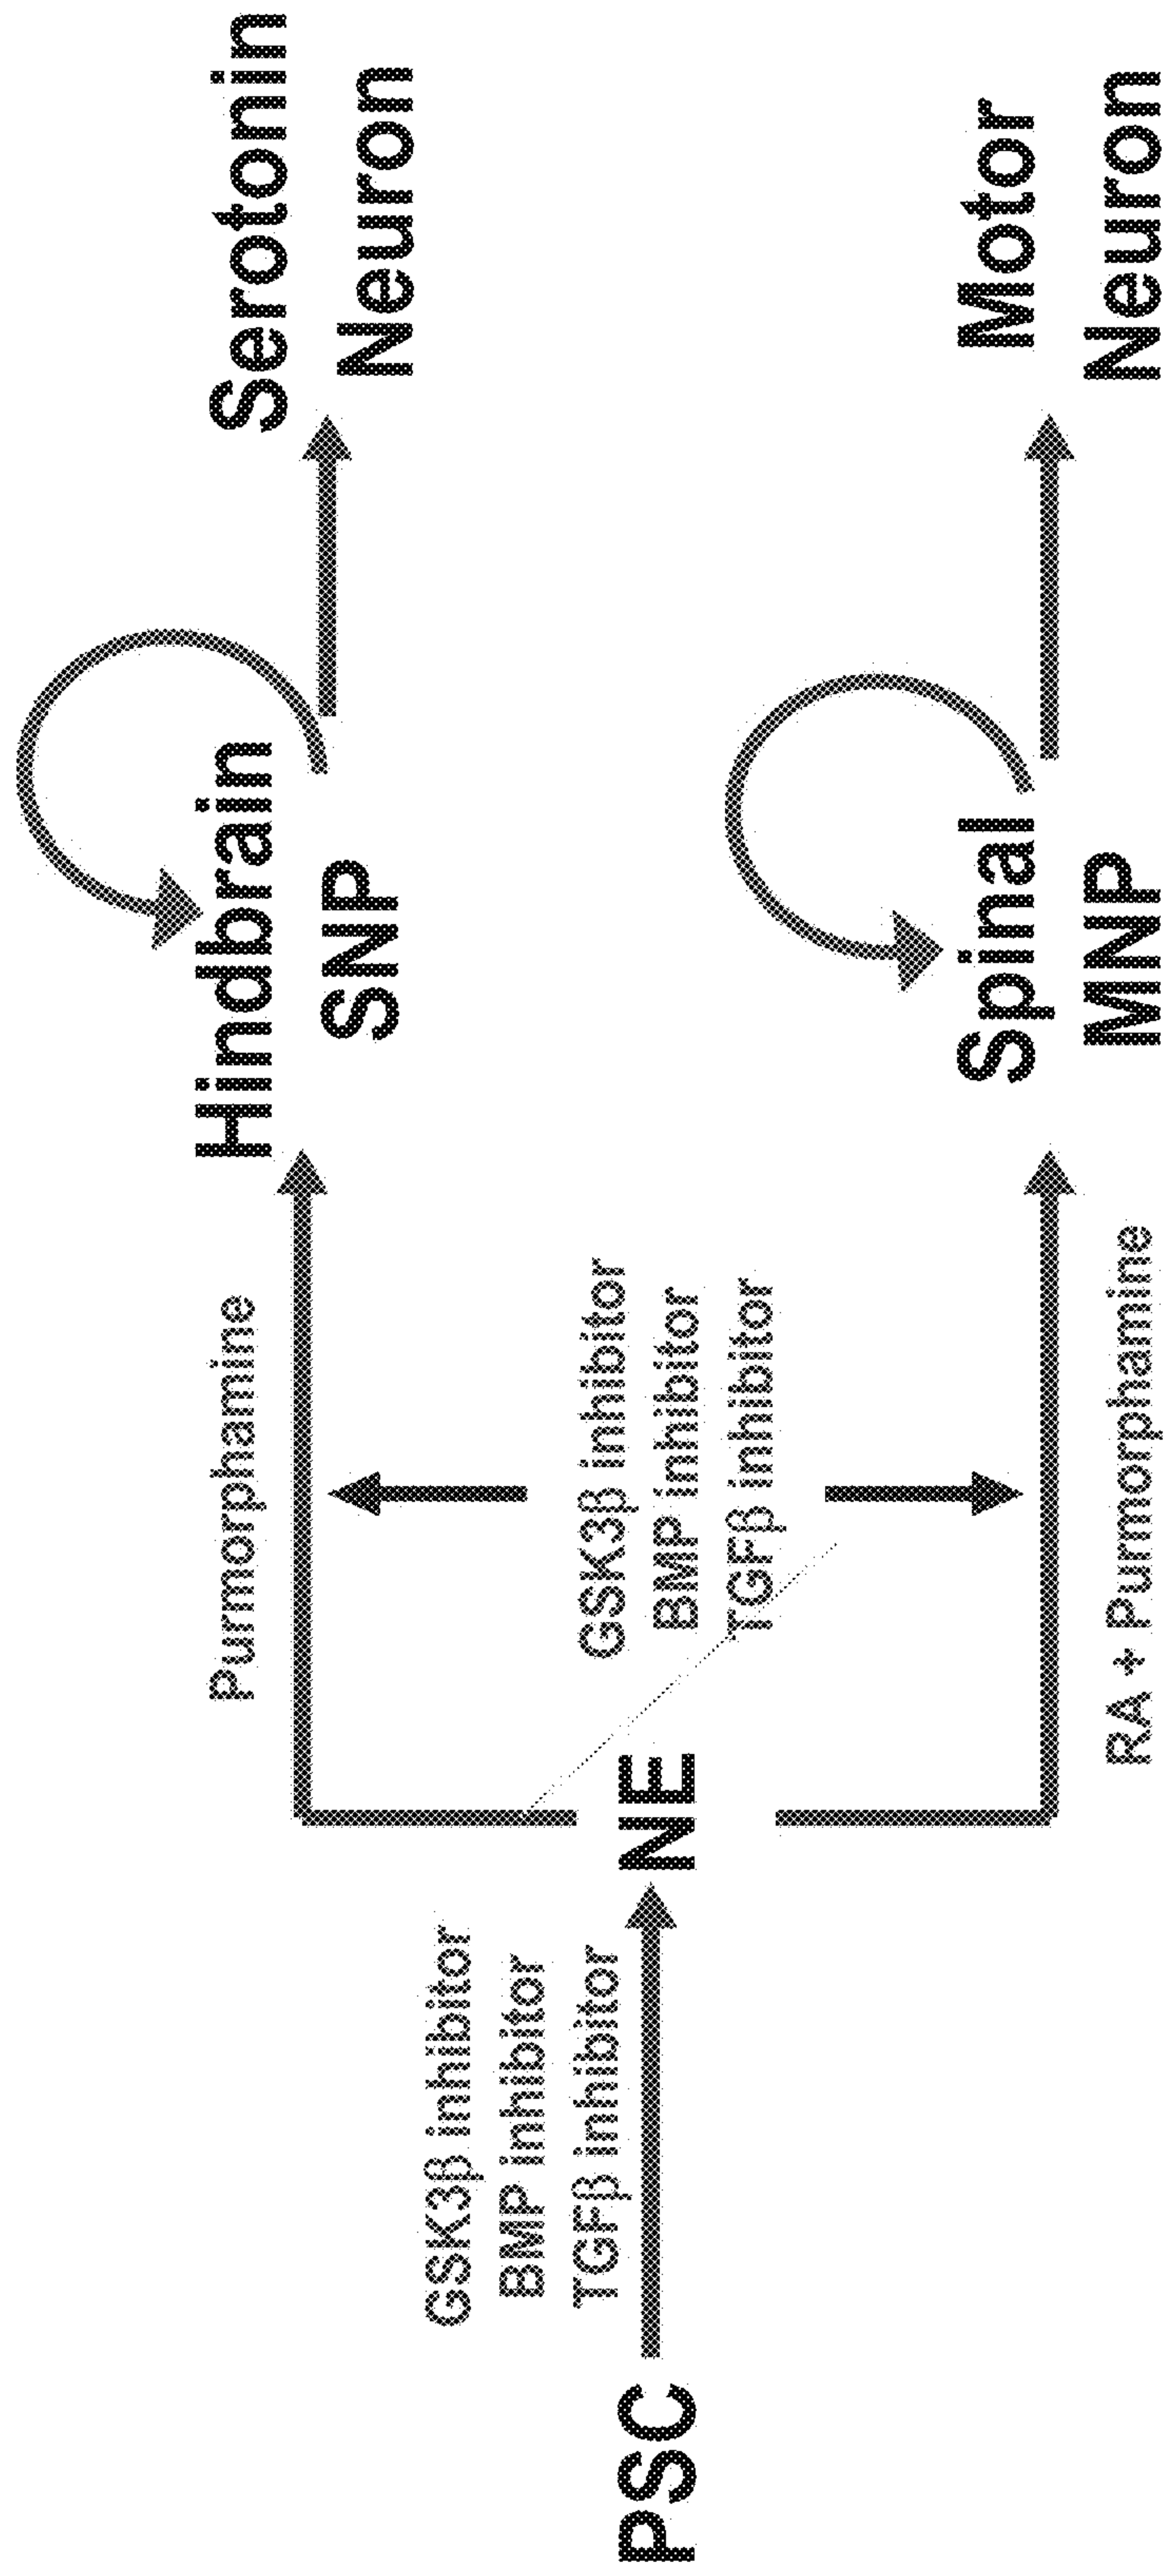 PSC
GSK3β inhibitor
BMP inhibitor
TGFβ inhibitor
NE
Purmorphamine
GSK3β inhibitor
BMP inhibitor
TGFβ inhibitor
RA + Purmorphamine
Hindbrain
SNP
Spinal
MNP
Serotonin
Neuron
Motor
Neuron